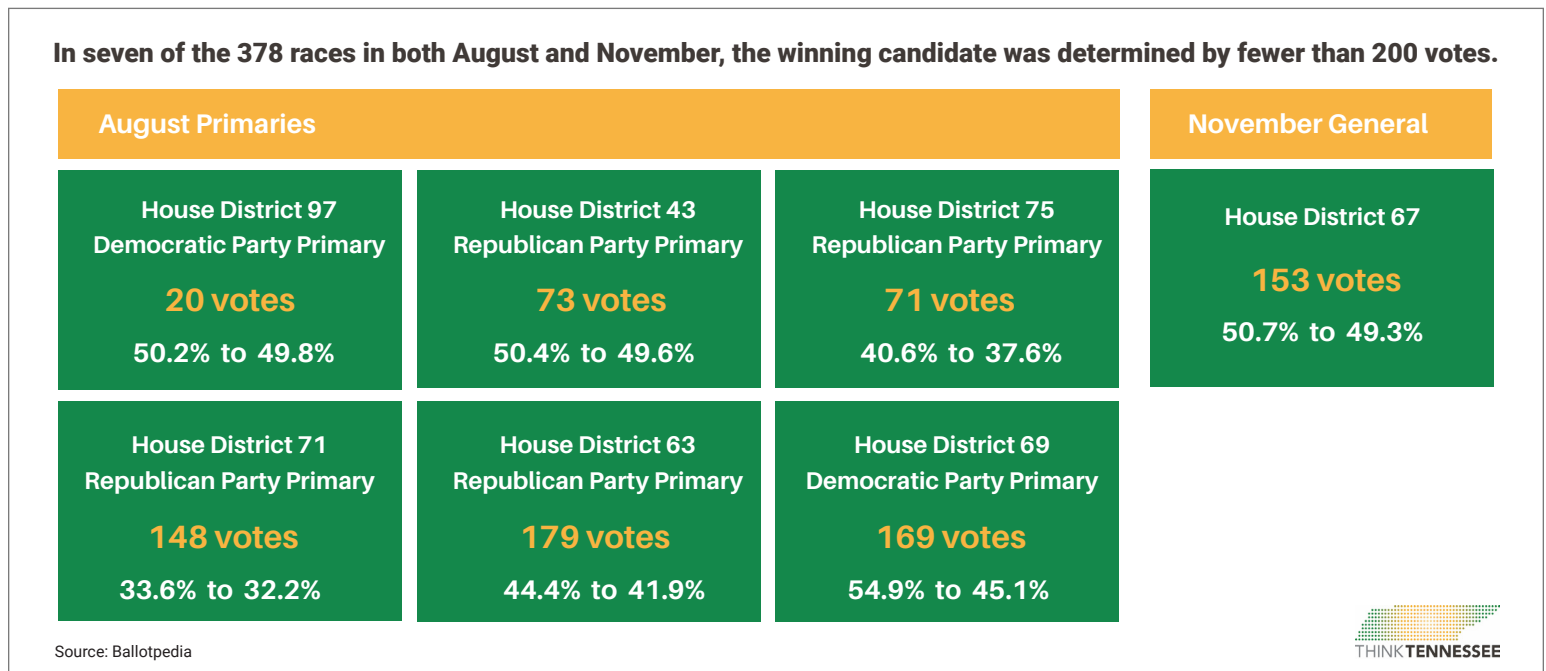 In seven of the 378 races in both August and November, the winning candidate was determined by fewer than 200 votes.
August Primaries
November General
House District 97
Democratic Party Primary
20 votes
50.2% to 49.8%
House District 43
Republican Party Primary
73 votes
50.4% to 49.6%
House District 75
Republican Party Primary
71 votes
40.6% to 37.6%
House District 67
153 votes
50.7% to 49.3%
House District 71
Republican Party Primary
148 votes
33.6% to 32.2%
House District 63
Republican Party Primary
179 votes
44.4% to 41.9%
House District 69
Democratic Party Primary
169 votes
54.9% to 45.1%
Source: Ballotpedia
THINKTENNESSEE